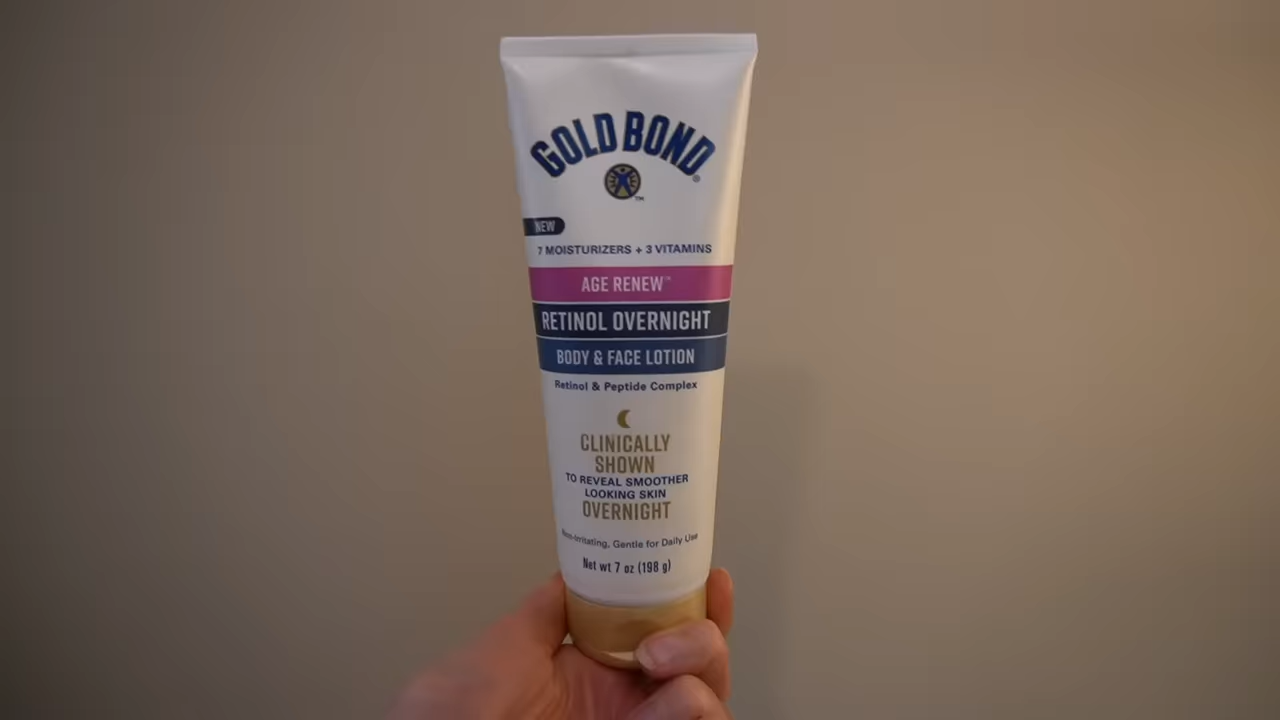 GOLD BOND®
™
NEW
7 MOISTURIZERS + 3 VITAMINS
AGE RENEW™
RETINOL OVERNIGHT
BODY & FACE LOTION
Retinol & Peptide Complex
CLINICALLY
SHOWN
TO REVEAL SMOOTHER
LOOKING SKIN
OVERNIGHT
Non-Irritating, Gentle for Daily Use
Net wt 7 oz (198 g)